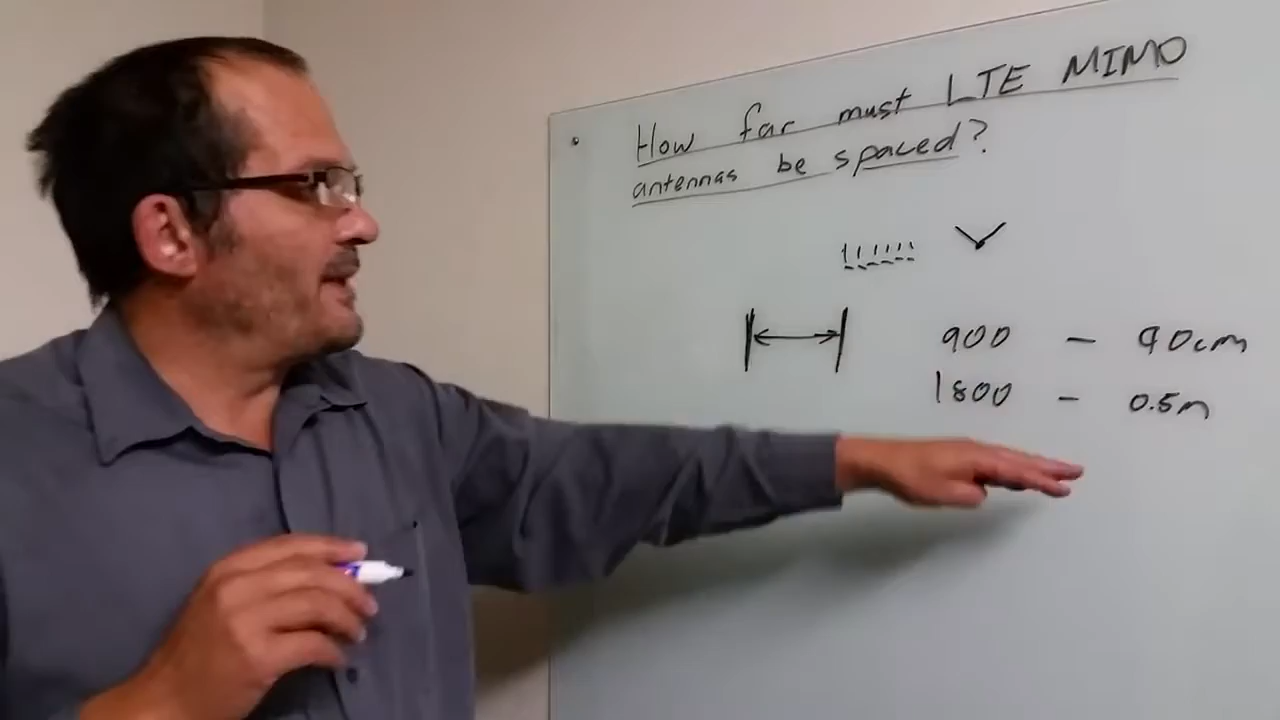 How far must LTE MIMO
antennas be spaced?
900 - 90cm
1800 - 0.5m